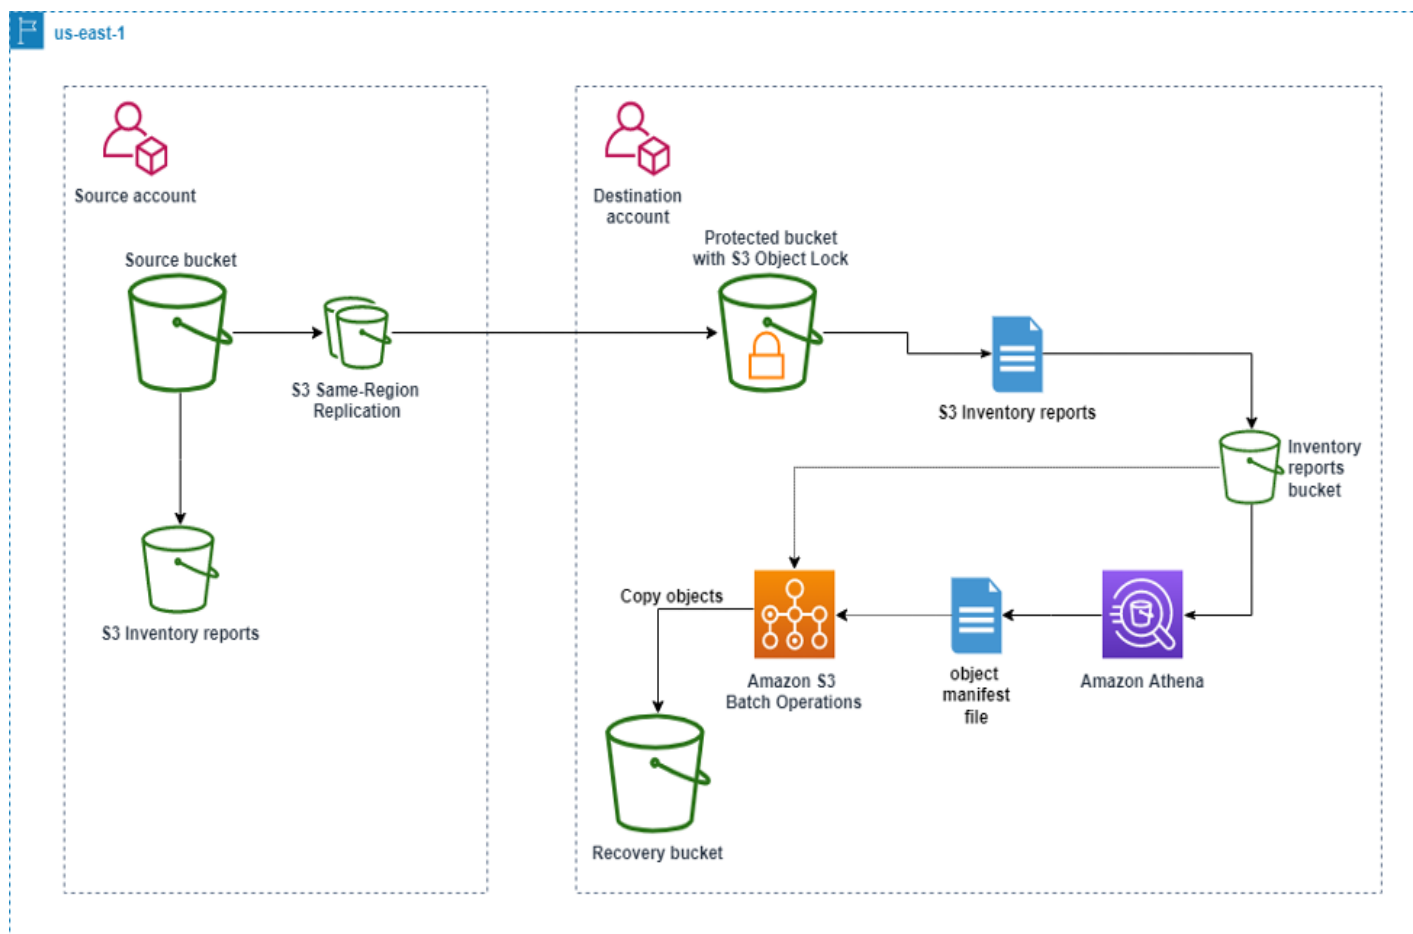 us-east-1
Source account
Destination
account
Source bucket
Protected bucket
with S3 Object Lock
S3 Same-Region
Replication
S3 Inventory reports
Inventory
reports
bucket
Copy objects
S3 Inventory reports
Amazon S3
Batch Operations
object
manifest
file
Amazon Athena
Recovery bucket